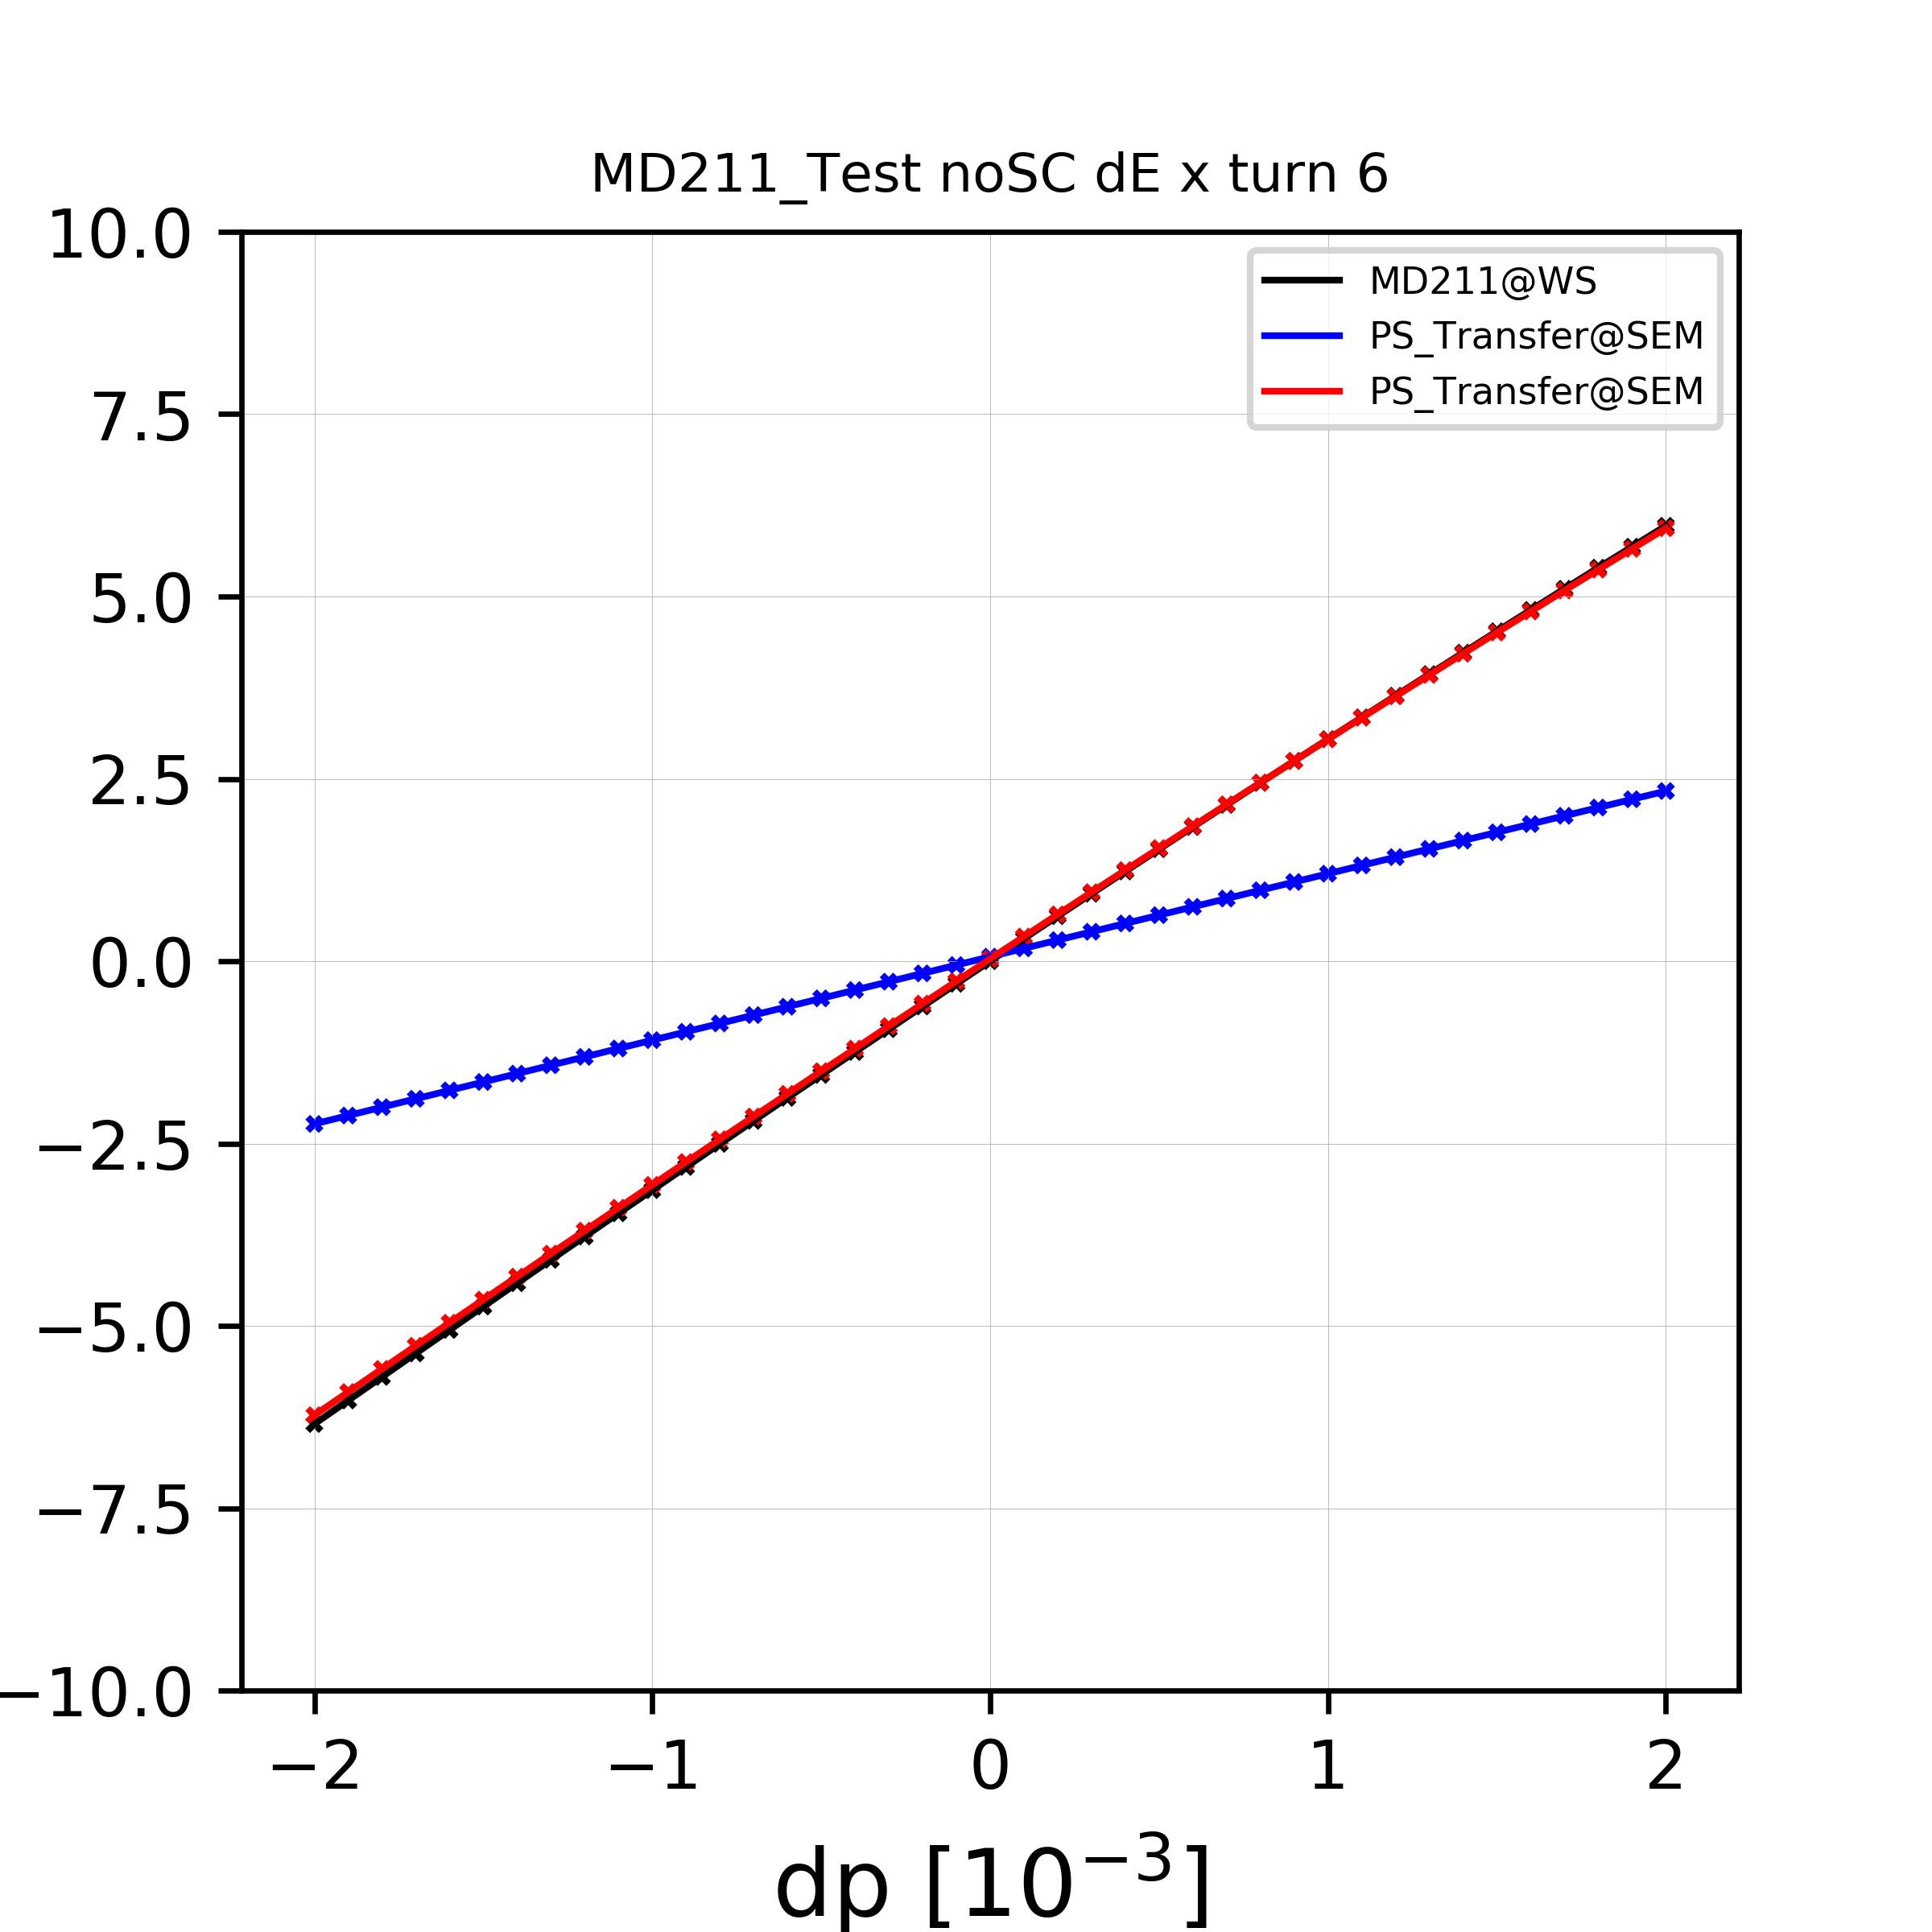 MD211_Test noSC dE x turn 6
MD211@WS
PS_Transfer@SEM
PS_Transfer@SEM
10.0
7.5
5.0
2.5
0.0
−2.5
−5.0
−7.5
−10.0
−2 −1 0 1 2
dp [10⁻³]